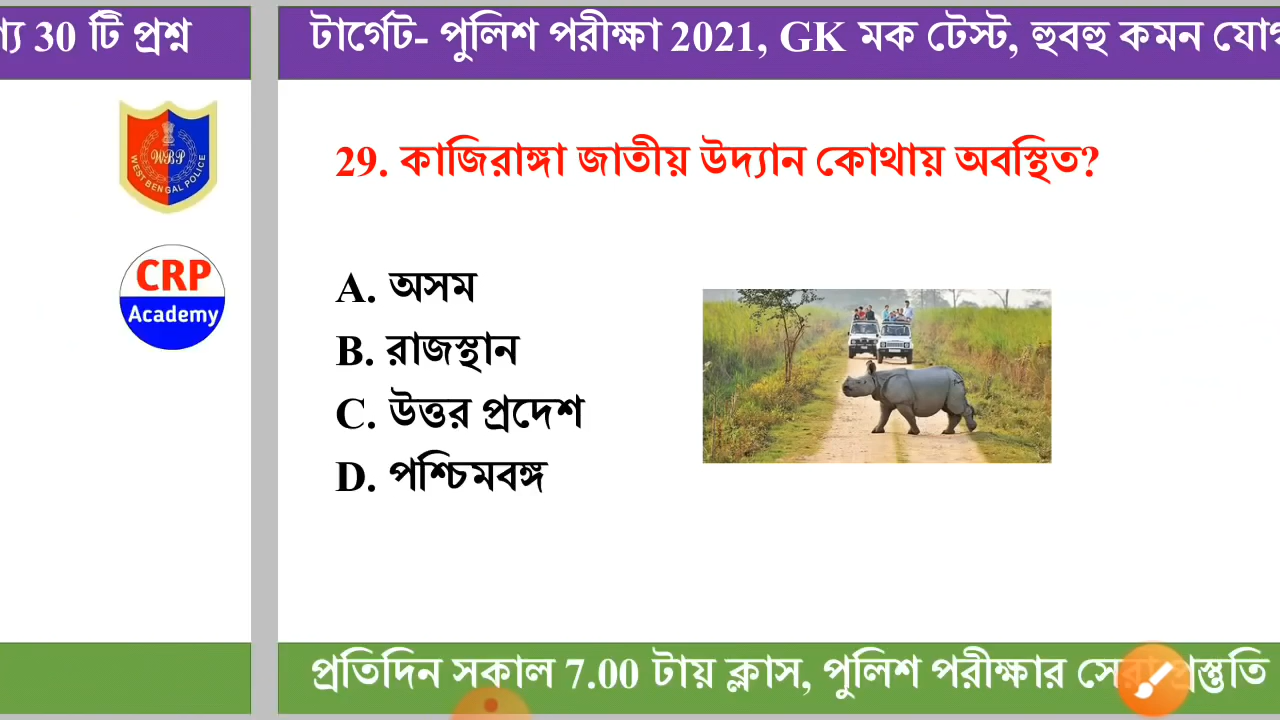 ্য 30 টি প্রশ্ন
WBP
WEST BENGAL POLICE
CRP
Academy
টার্গেট- পুলিশ পরীক্ষা 2021, GK মক টেস্ট, হুবহু কমন যোগ
29. কাজিরাঙ্গা জাতীয় উদ্যান কোথায় অবস্থিত?
A. অসম
B. রাজস্থান
C. উত্তর প্রদেশ
D. পশ্চিমবঙ্গ
প্রতিদিন সকাল 7.00 টায় ক্লাস, পুলিশ পরীক্ষার সেরা প্রস্তুতি